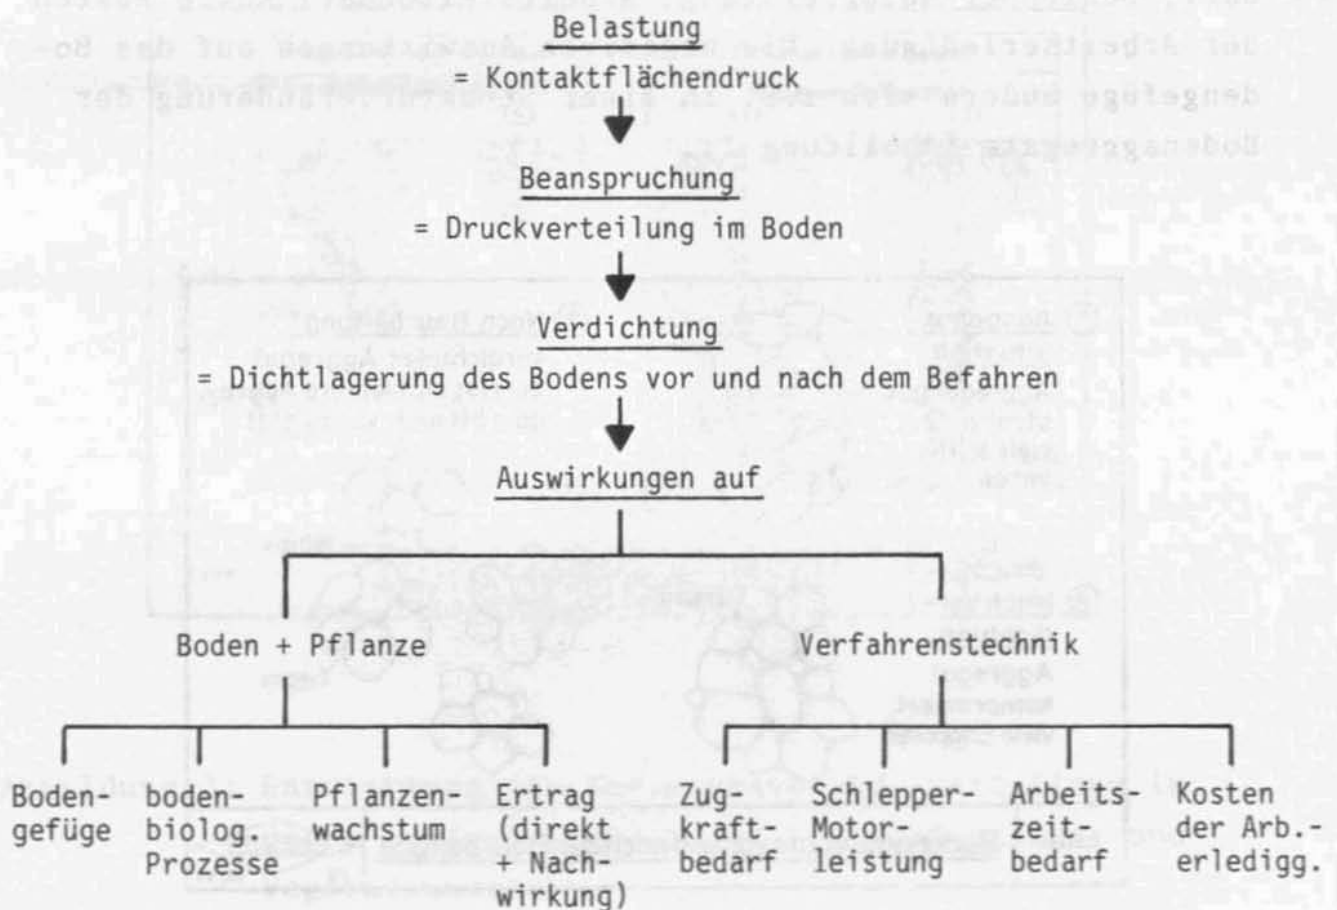 Belastung
= Kontaktflächendruck
Beanspruchung
= Druckverteilung im Boden
Verdichtung
= Dichtlagerung des Bodens vor und nach dem Befahren
Auswirkungen auf
Boden + Pflanze
Verfahrenstechnik
Boden-
gefüge
boden-
biolog.
Prozesse
Pflanzen-
wachstum
Ertrag
(direkt
+ Nach-
wirkung)
Zug-
kraft-
bedarf
Schlepper-
Motor-
leistung
Arbeits-
zeit-
bedarf
Kosten
der Arb.-
erledigg.